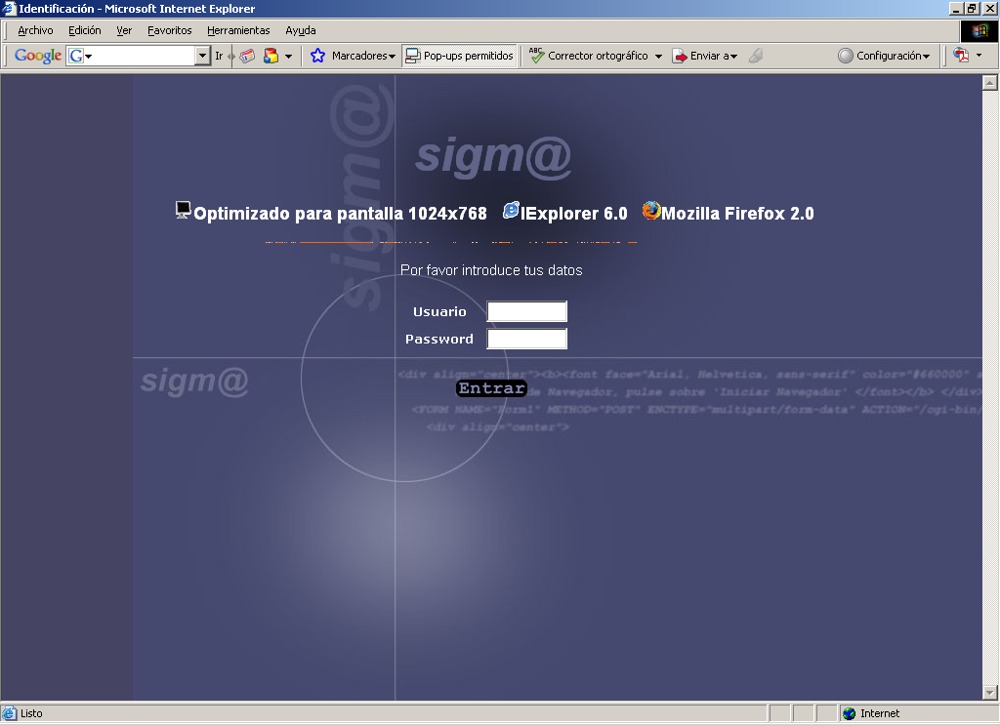 Identificación - Microsoft Internet Explorer
Archivo Edición Ver Favoritos Herramientas Ayuda
Google G Ir Marcadores Pop-ups permitidos ABC Corrector ortográfico Enviar a Configuración
sigm@
sigm@
Optimizado para pantalla 1024x768 IExplorer 6.0 Mozilla Firefox 2.0
Por favor introduce tus datos
Usuario
Password
sigm@
<div align="center"><b><font face="Arial, Helvetica, sans-serif" color="#660000" s
Entrar de Navegador, pulse sobre 'Iniciar Navegador' </font></b> </div>
<FORM NAME="Form1" METHOD="POST" ENCTYPE="multipart/form-data" ACTION="/cgi-bin/
<div align="center">
Listo Internet